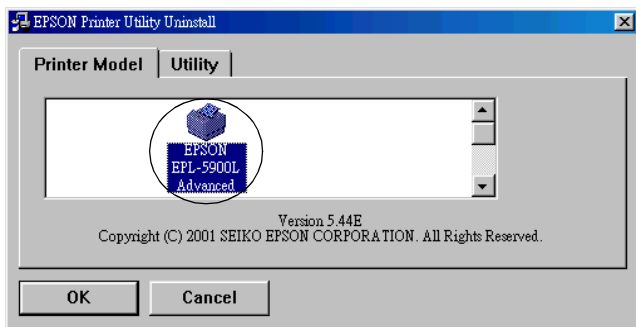 EPSON Printer Utility Uninstall
Printer Model
Utility
EPSON
EPL-5900L
Advanced
Version 5.44E
Copyright (C) 2001 SEIKO EPSON CORPORATION. All Rights Reserved.
OK
Cancel